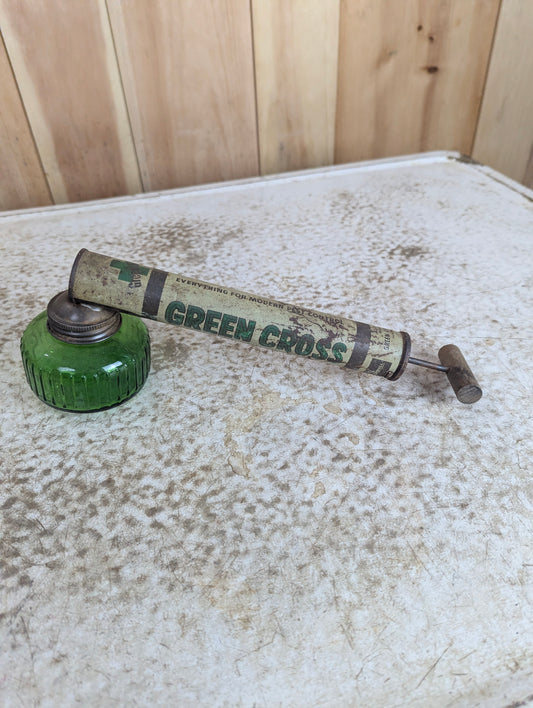 EVERYTHING FOR MODERN PEST CONTROL
GREEN CROSS